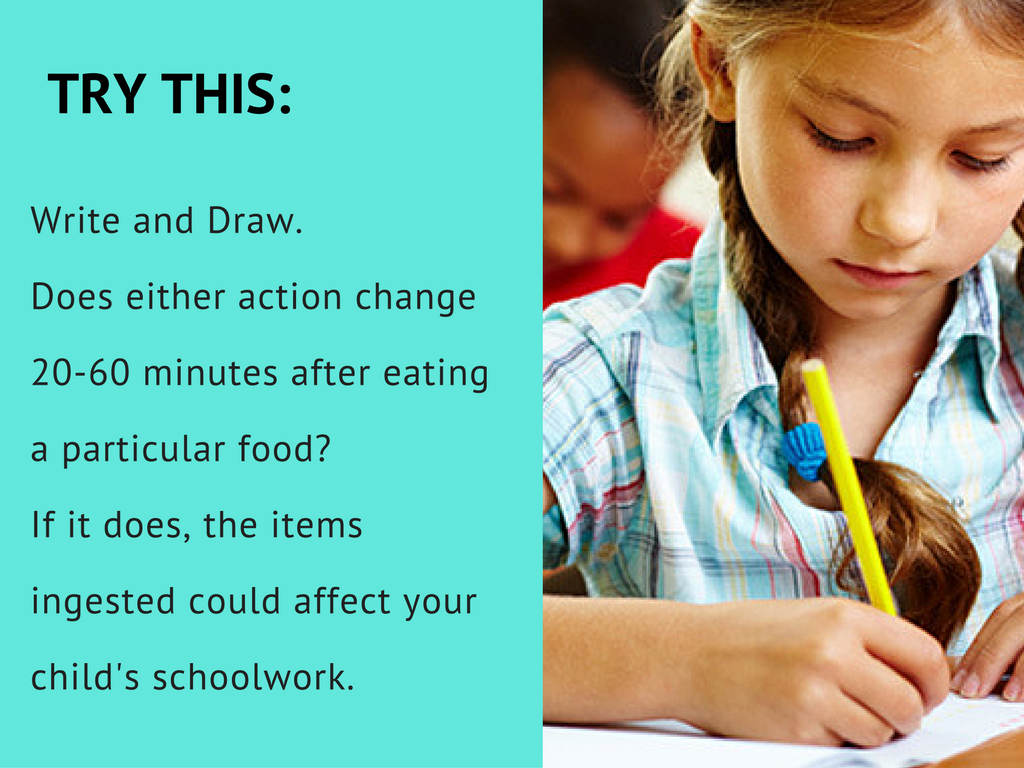 TRY THIS:
Write and Draw.
Does either action change
20-60 minutes after eating
a particular food?
If it does, the items
ingested could affect your
child's schoolwork.